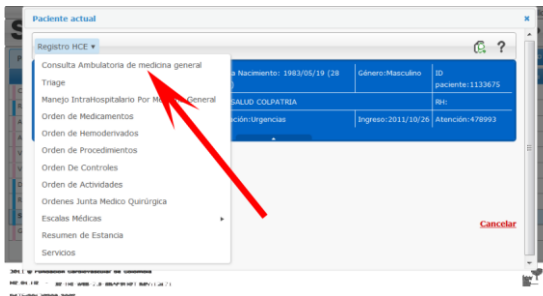 Paciente actual
Registro HCE
?
Consulta Ambulatoria de medicina general
Nacimiento: 1983/05/19 (28
Género:Masculino
ID
paciente:1133675
Triage
Manejo IntraHospitalario Por General
SALUD COLPATRIA
RH:
Orden de Medicamentos
ción:Urgencias
Ingreso:2011/10/26
Atención:478993
Orden de Hemoderivados
Orden de Procedimientos
Orden De Controles
Orden de Actividades
Ordenes Junta Medico Quirúrgica
Escalas Médicas
Cancelar
Resumen de Estancia
Servicios